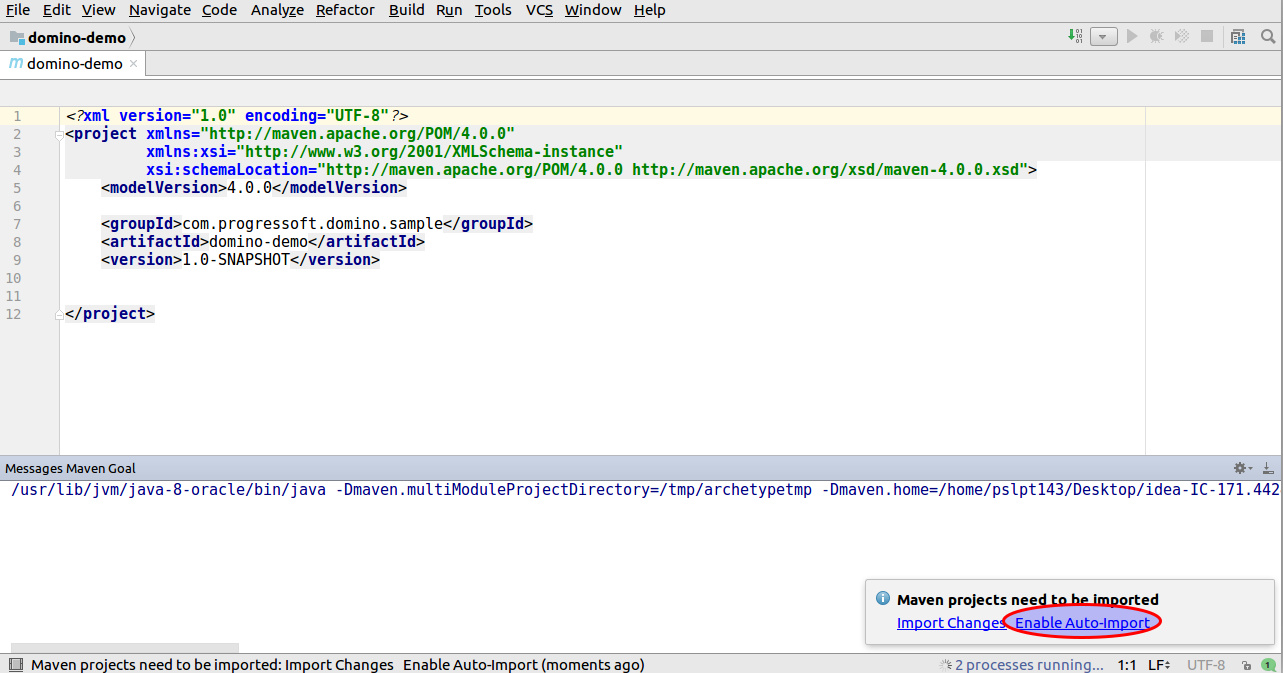 File Edit View Navigate Code Analyze Refactor Build Run Tools VCS Window Help
domino-demo
m domino-demo ×
1 <?xml version="1.0" encoding="UTF-8"?>
2 <project xmlns="http://maven.apache.org/POM/4.0.0"
3 xmlns:xsi="http://www.w3.org/2001/XMLSchema-instance"
4 xsi:schemaLocation="http://maven.apache.org/POM/4.0.0 http://maven.apache.org/xsd/maven-4.0.0.xsd">
5 <modelVersion>4.0.0</modelVersion>
6
7 <groupId>com.progressoft.domino.sample</groupId>
8 <artifactId>domino-demo</artifactId>
9 <version>1.0-SNAPSHOT</version>
10
11
12 </project>
Messages Maven Goal
/usr/lib/jvm/java-8-oracle/bin/java -Dmaven.multiModuleProjectDirectory=/tmp/archetypetmp -Dmaven.home=/home/pslpt143/Desktop/idea-IC-171.442
Maven projects need to be imported
Import Changes Enable Auto-Import
Maven projects need to be imported: Import Changes Enable Auto-Import (moments ago) 2 processes running... 1:1 LF UTF-8 1